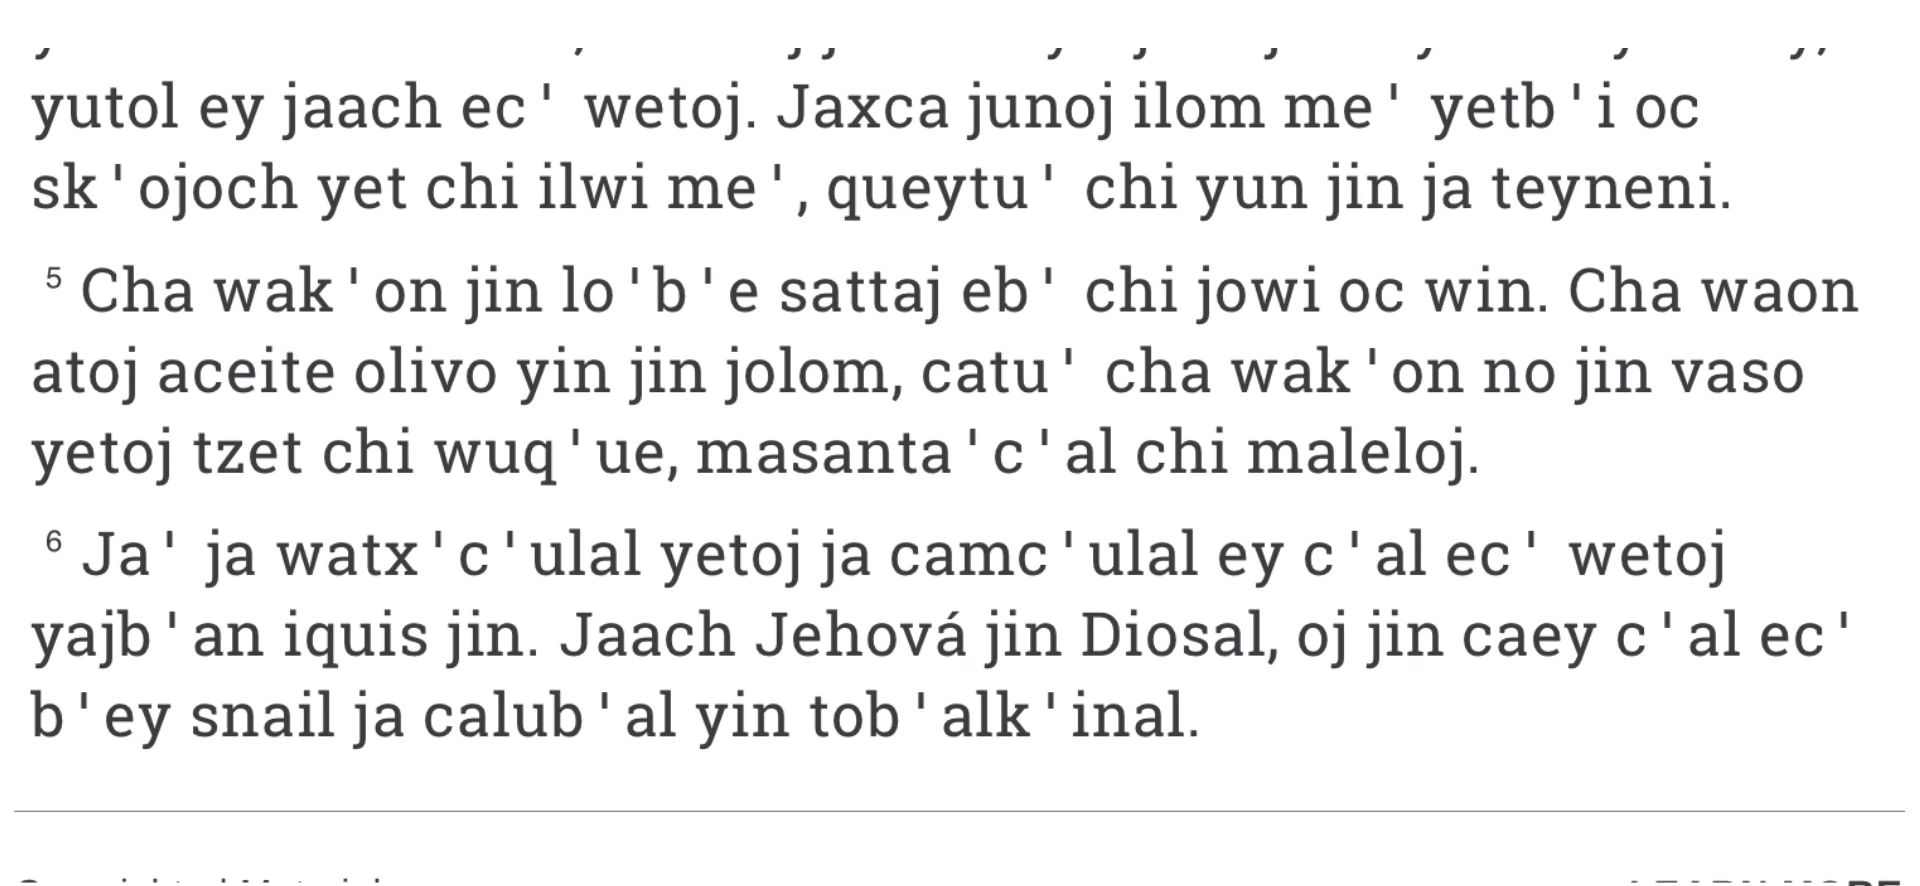 yutol ey jaach ec' wetoj. Jaxca junoj ilom me' yetb'i oc
sk'ojoch yet chi ilwi me', queytu' chi yun jin ja teyneni.
5 Cha wak'on jin lo'b'e sattaj eb' chi jowi oc win. Cha waon
atoj aceite olivo yin jin jolom, catu' cha wak'on no jin vaso
yetoj tzet chi wuq'ue, masanta'c'al chi maleloj.
6 Ja' ja watx'c'ulal yetoj ja camc'ulal ey c'al ec' wetoj
yajb'an iquis jin. Jaach Jehová jin Diosal, oj jin caey c'al ec'
b'ey snail ja calub'al yin tob'alk'inal.